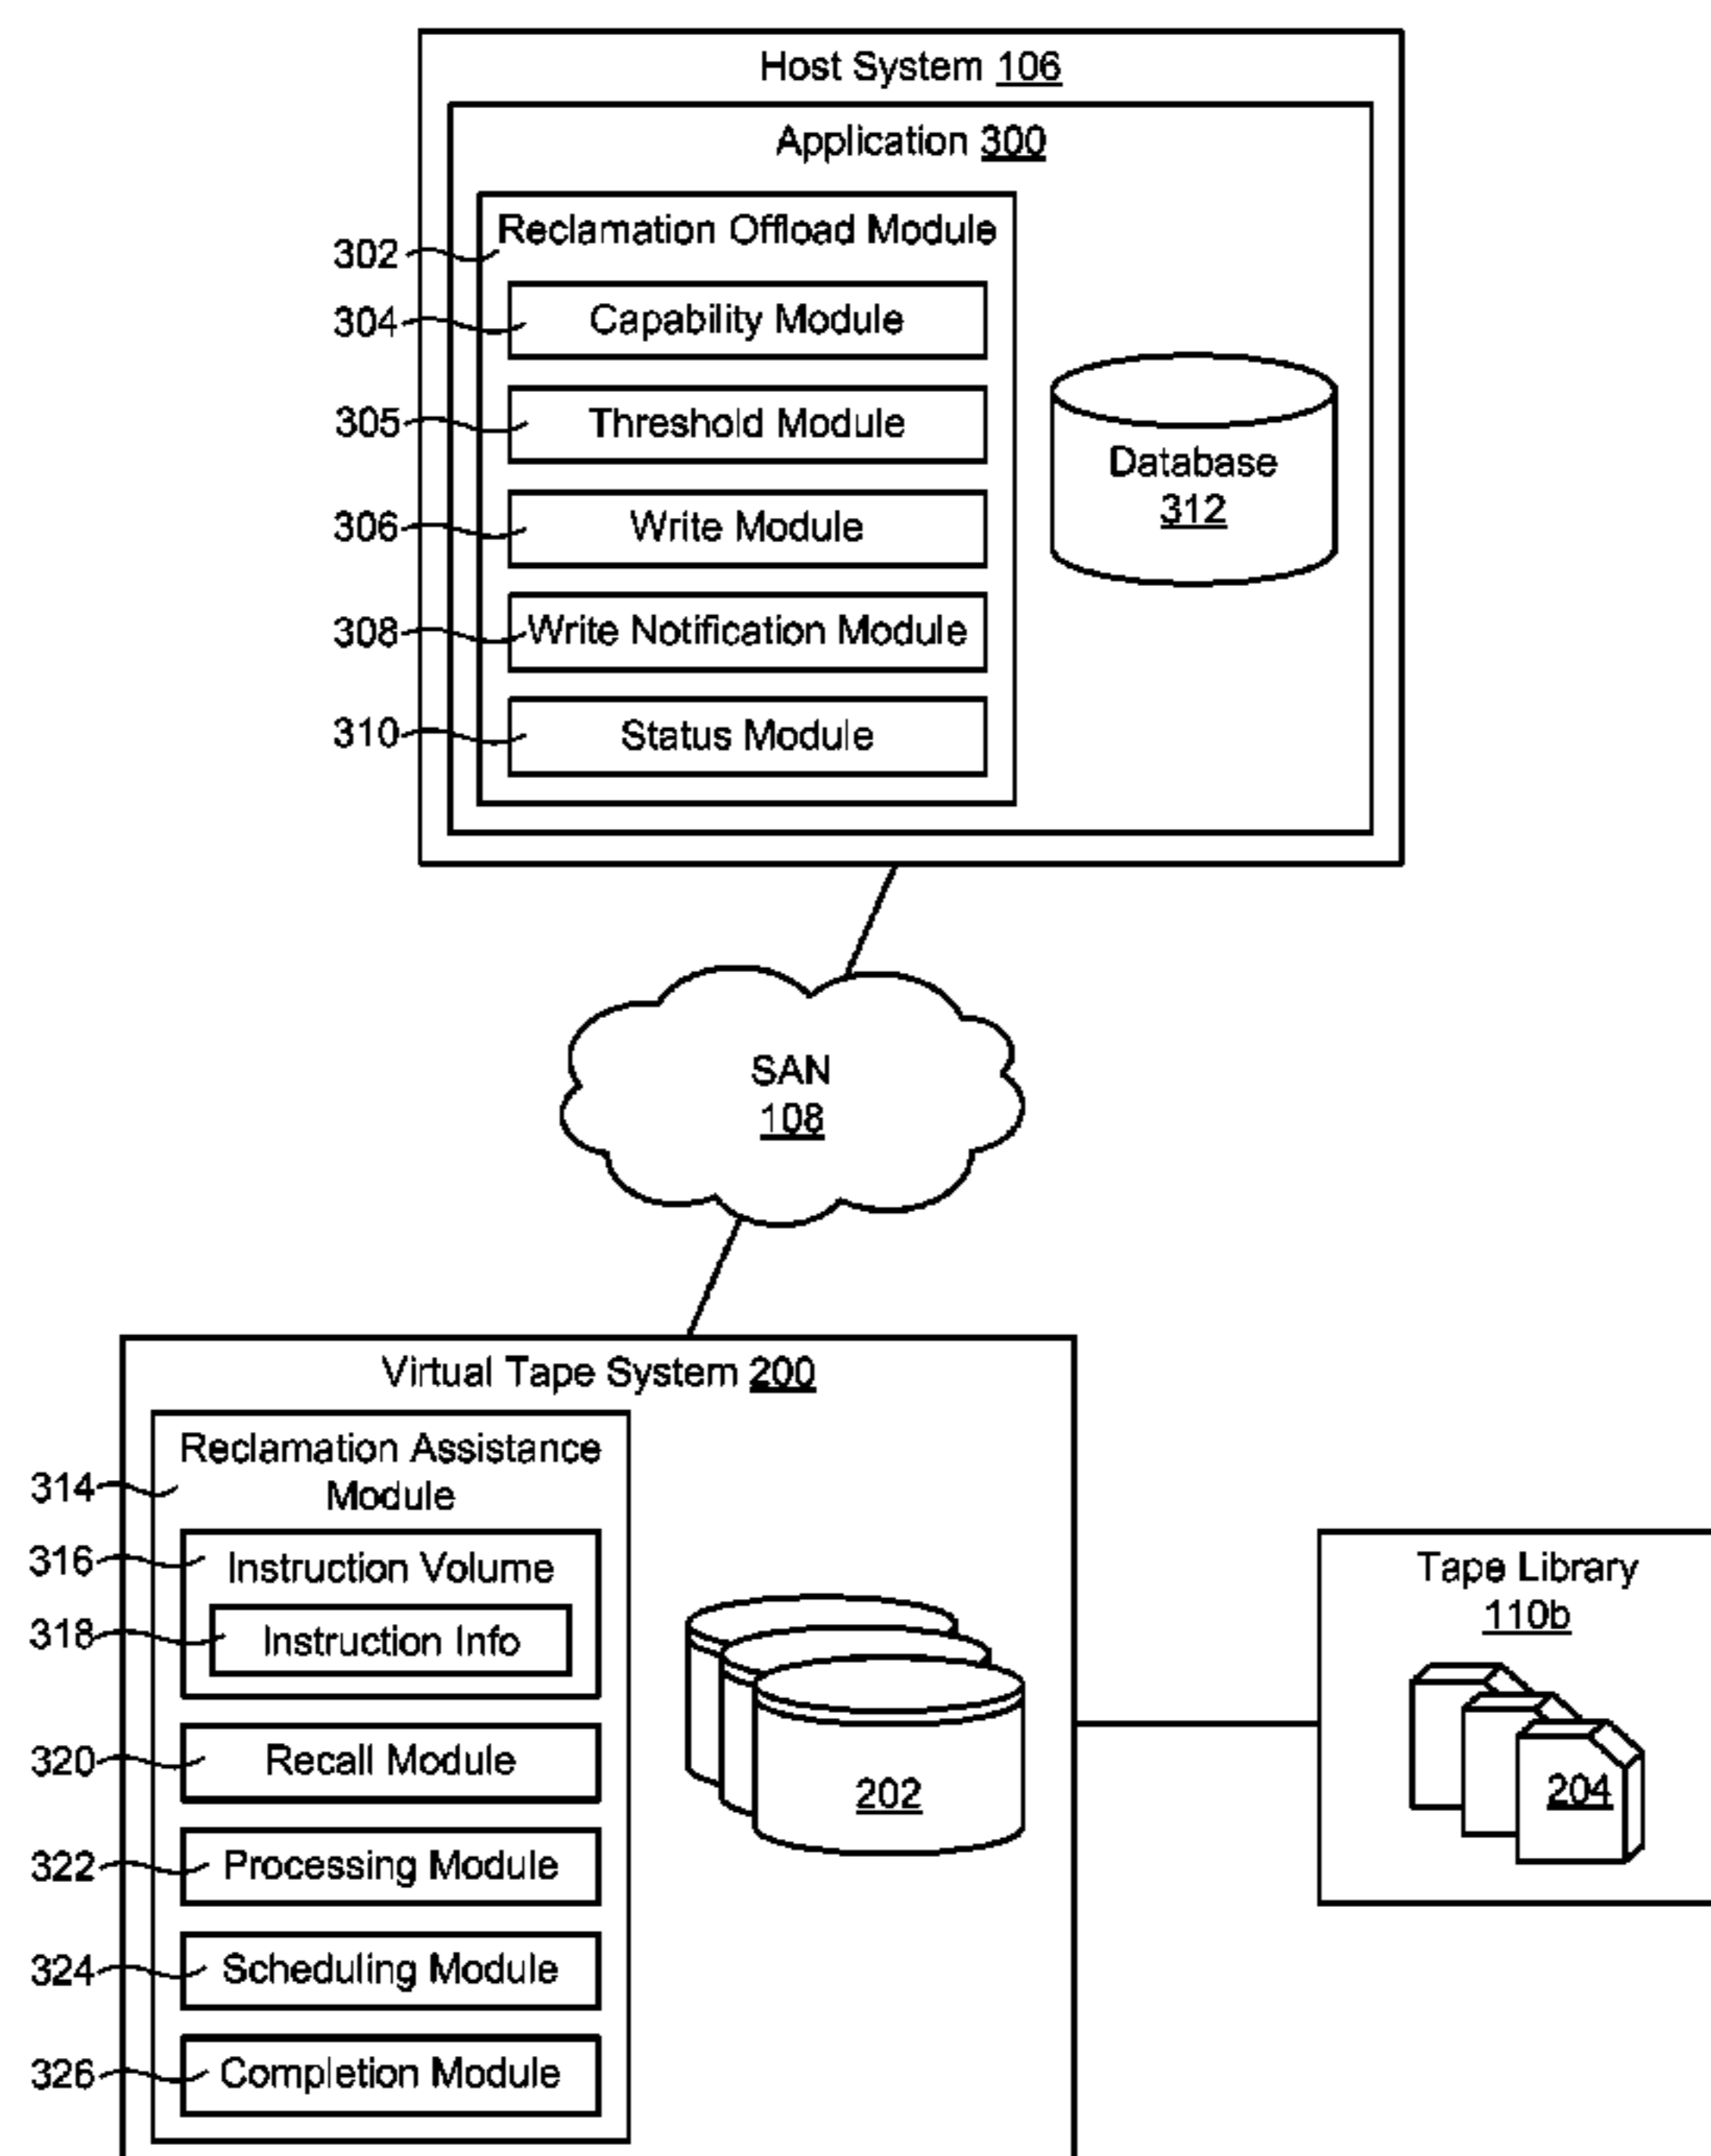 Host System 106
Application 300
Reclamation Offload Module
302
304
Capability Module
305
Threshold Module
306
Write Module
308
Write Notification Module
310
Status Module
Database
312
SAN
108
Virtual Tape System 200
Reclamation Assistance
Module
314
316
Instruction Volume
318
Instruction Info
320
Recall Module
322
Processing Module
324
Scheduling Module
326
Completion Module
202
Tape Library
110b
204